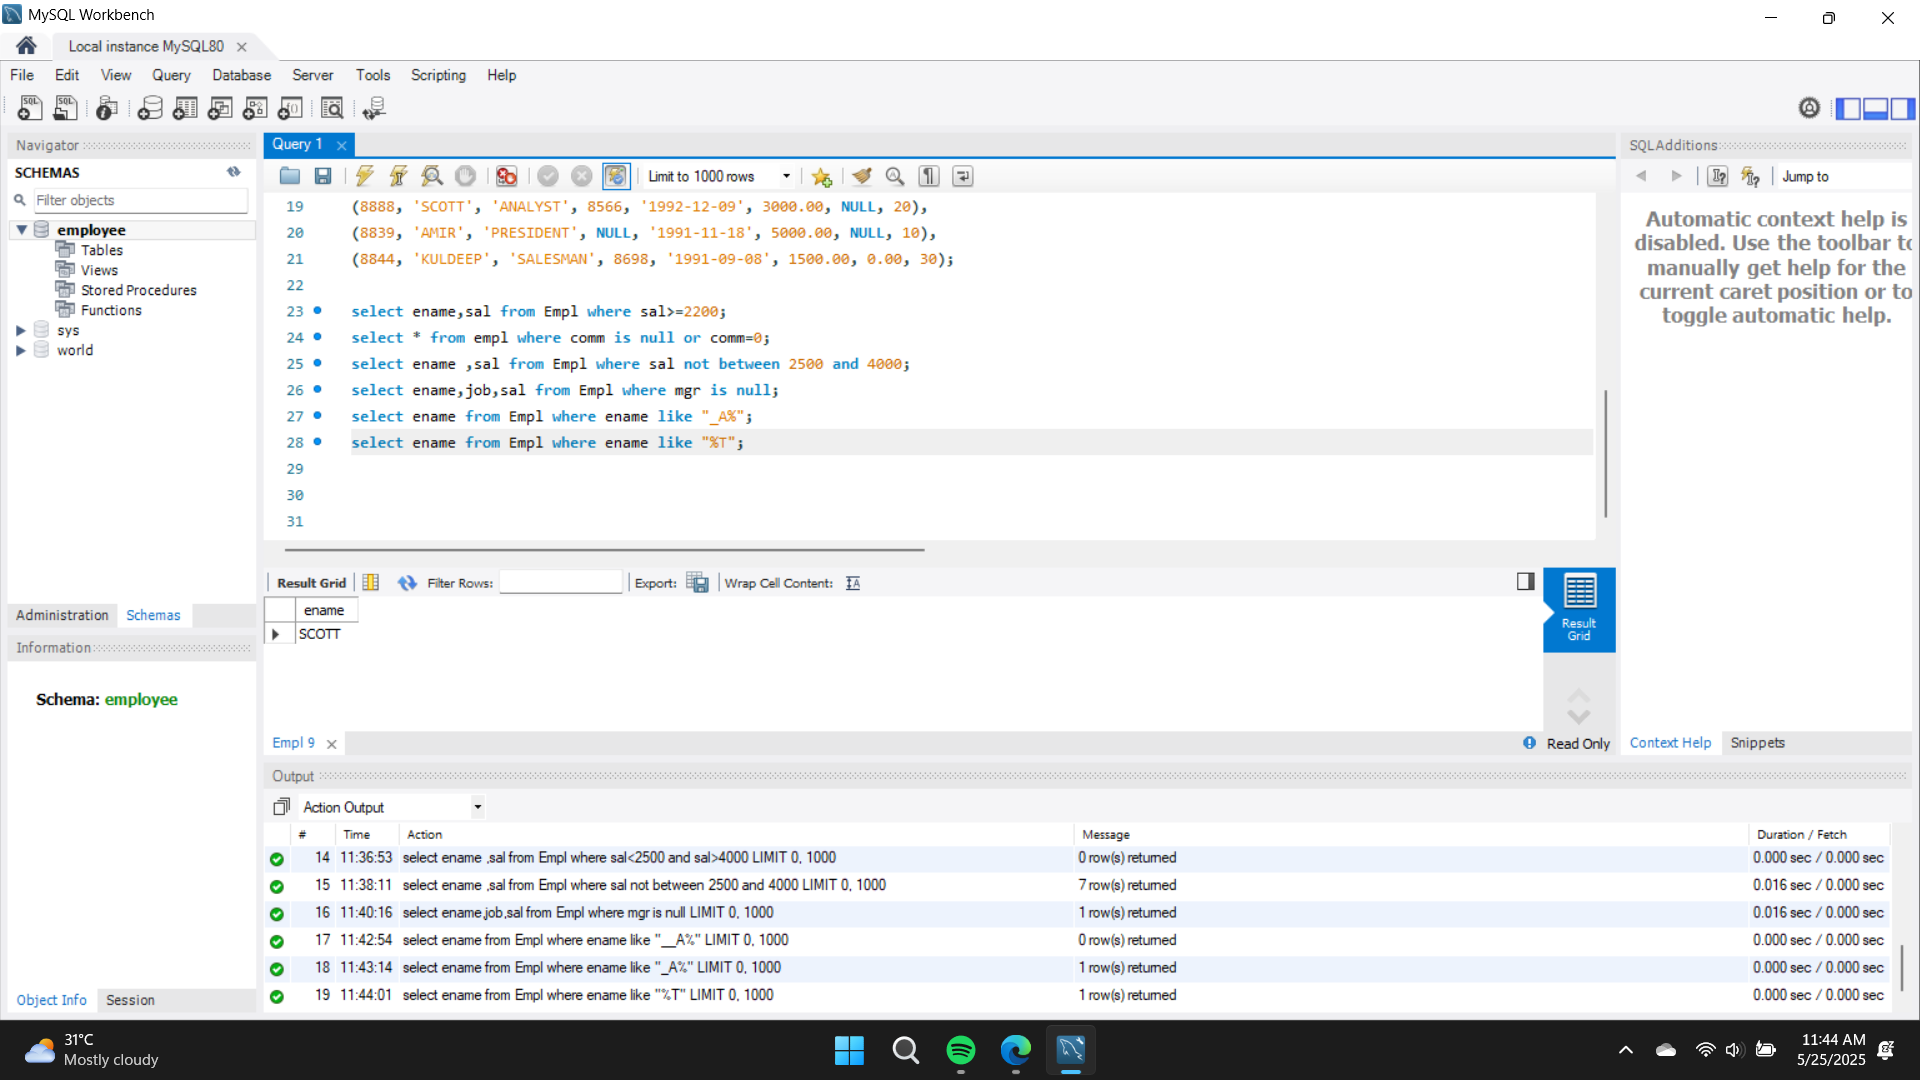 MySQL Workbench
Local instance MySQL80
File Edit View Query Database Server Tools Scripting Help
Navigator
SCHEMAS
Filter objects
employee
Tables
Views
Stored Procedures
Functions
sys
world
Administration Schemas
Information
Schema: employee
Object Info Session
Query 1
Limit to 1000 rows
19 (8888, 'SCOTT', 'ANALYST', 8566, '1992-12-09', 3000.00, NULL, 20),
20 (8839, 'AMIR', 'PRESIDENT', NULL, '1991-11-18', 5000.00, NULL, 10),
21 (8844, 'KULDEEP', 'SALESMAN', 8698, '1991-09-08', 1500.00, 0.00, 30);
22
23 select ename,sal from Empl where sal>=2200;
24 select * from empl where comm is null or comm=0;
25 select ename ,sal from Empl where sal not between 2500 and 4000;
26 select ename,job,sal from Empl where mgr is null;
27 select ename from Empl where ename like "_A%";
28 select ename from Empl where ename like "%T";
29
30
31
Result Grid Filter Rows: Export: Wrap Cell Content:
ename
SCOTT
Result
Grid
Empl 9
Read Only
SQLAdditions
Jump to
Automatic context help is
disabled. Use the toolbar to
manually get help for the
current caret position or to
toggle automatic help.
Context Help Snippets
Output
Action Output
# Time Action Message Duration / Fetch
14 11:36:53 select ename ,sal from Empl where sal<2500 and sal>4000 LIMIT 0, 1000 0 row(s) returned 0.000 sec / 0.000 sec
15 11:38:11 select ename ,sal from Empl where sal not between 2500 and 4000 LIMIT 0, 1000 7 row(s) returned 0.016 sec / 0.000 sec
16 11:40:16 select ename,job,sal from Empl where mgr is null LIMIT 0, 1000 1 row(s) returned 0.016 sec / 0.000 sec
17 11:42:54 select ename from Empl where ename like "__A%" LIMIT 0, 1000 0 row(s) returned 0.000 sec / 0.000 sec
18 11:43:14 select ename from Empl where ename like "_A%" LIMIT 0, 1000 1 row(s) returned 0.000 sec / 0.000 sec
19 11:44:01 select ename from Empl where ename like "%T" LIMIT 0, 1000 1 row(s) returned 0.000 sec / 0.000 sec
31°C
Mostly cloudy
11:44 AM
5/25/2025